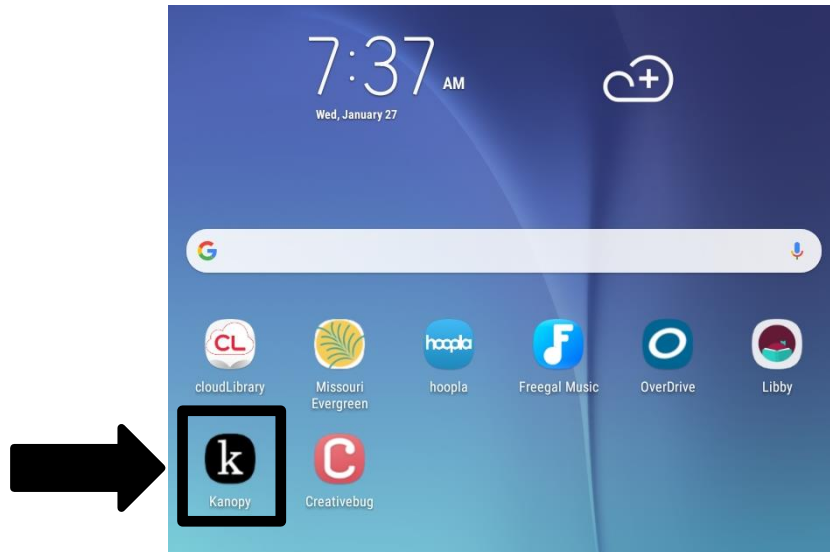 7:37 AM
Wed, January 27
G
CL
hoopla
F
cloudLibrary
Missouri
Evergreen
hoopla
Freegal Music
OverDrive
Libby
k
C
Kanopy
Creativebug